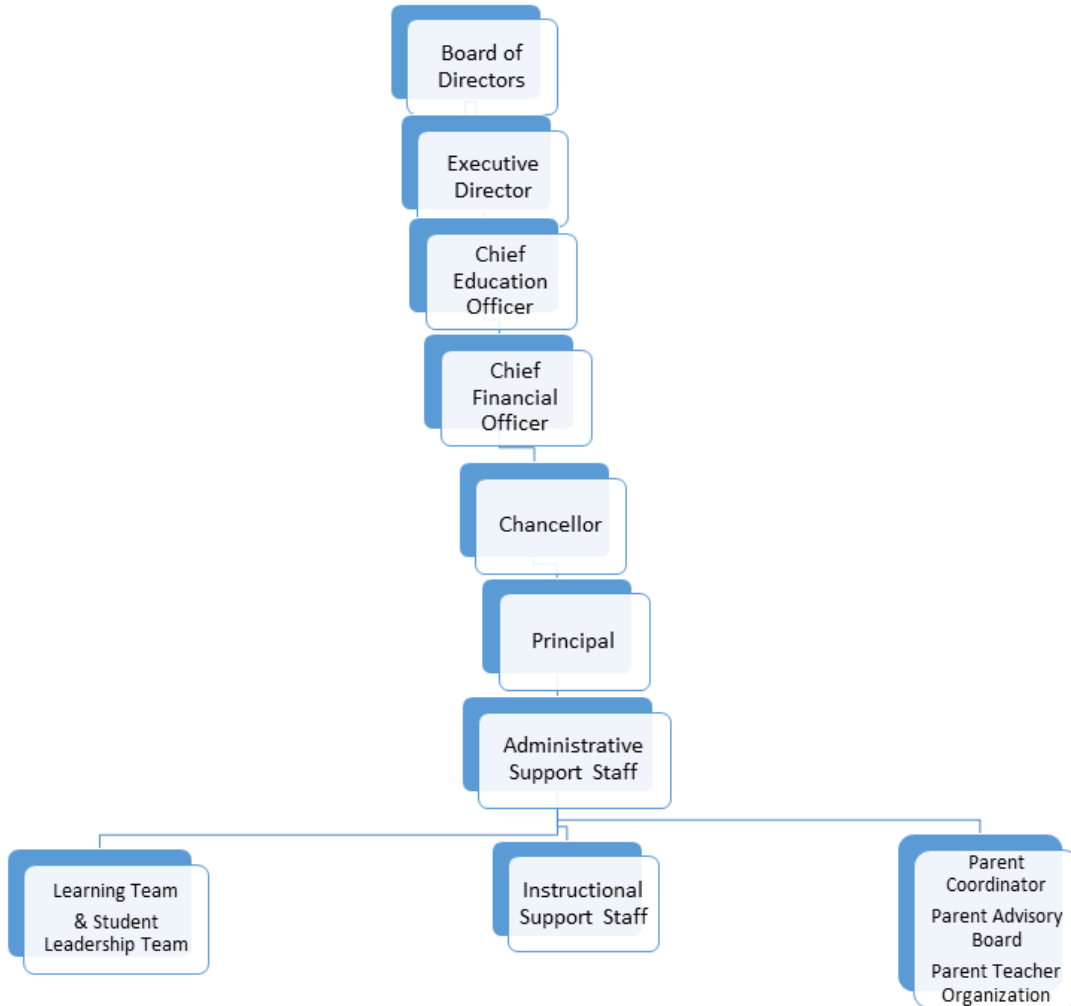 Board of
Directors
Executive
Director
Chief
Education
Officer
Chief
Financial
Officer
Chancellor
Principal
Administrative
Support Staff
Learning Team
& Student
Leadership Team
Instructional
Support Staff
Parent
Coordinator
Parent Advisory
Board
Parent Teacher
Organization